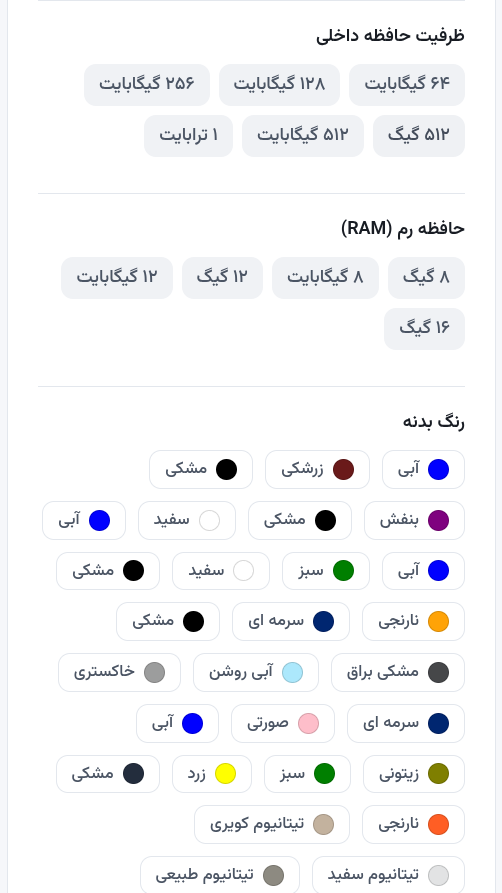 ظرفیت حافظه داخلی
۶۴ گیگابایت ۱۲۸ گیگابایت ۲۵۶ گیگابایت
۵۱۲ گیگ ۵۱۲ گیگابایت ۱ ترابایت
حافظه رم (RAM)
۸ گیگ ۸ گیگابایت ۱۲ گیگ ۱۲ گیگابایت
۱۶ گیگ
رنگ بدنه
آبی زرشکی مشکی
بنفش مشکی سفید آبی
آبی سبز سفید مشکی
نارنجی سرمه ای مشکی
مشکی براق آبی روشن خاکستری
سرمه ای صورتی آبی
زیتونی سبز زرد مشکی
نارنجی تیتانیوم کویری
تیتانیوم سفید تیتانیوم طبیعی